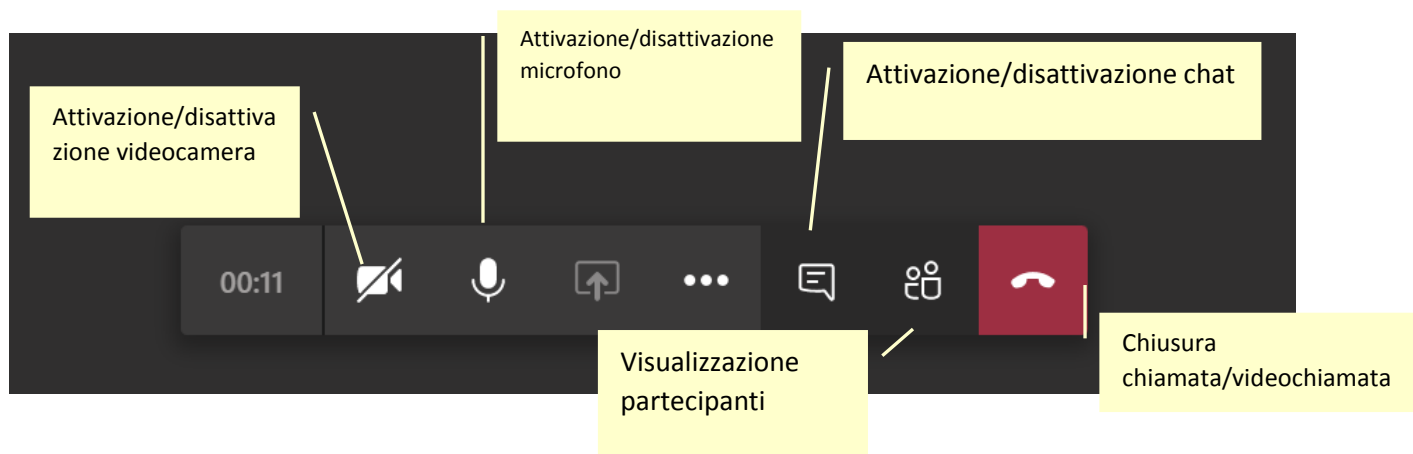 Attivazione/disattivazione
microfono
Attivazione/disattivazione chat
Attivazione/disattiva
zione videocamera
00:11
Visualizzazione
partecipanti
Chiusura
chiamata/videochiamata